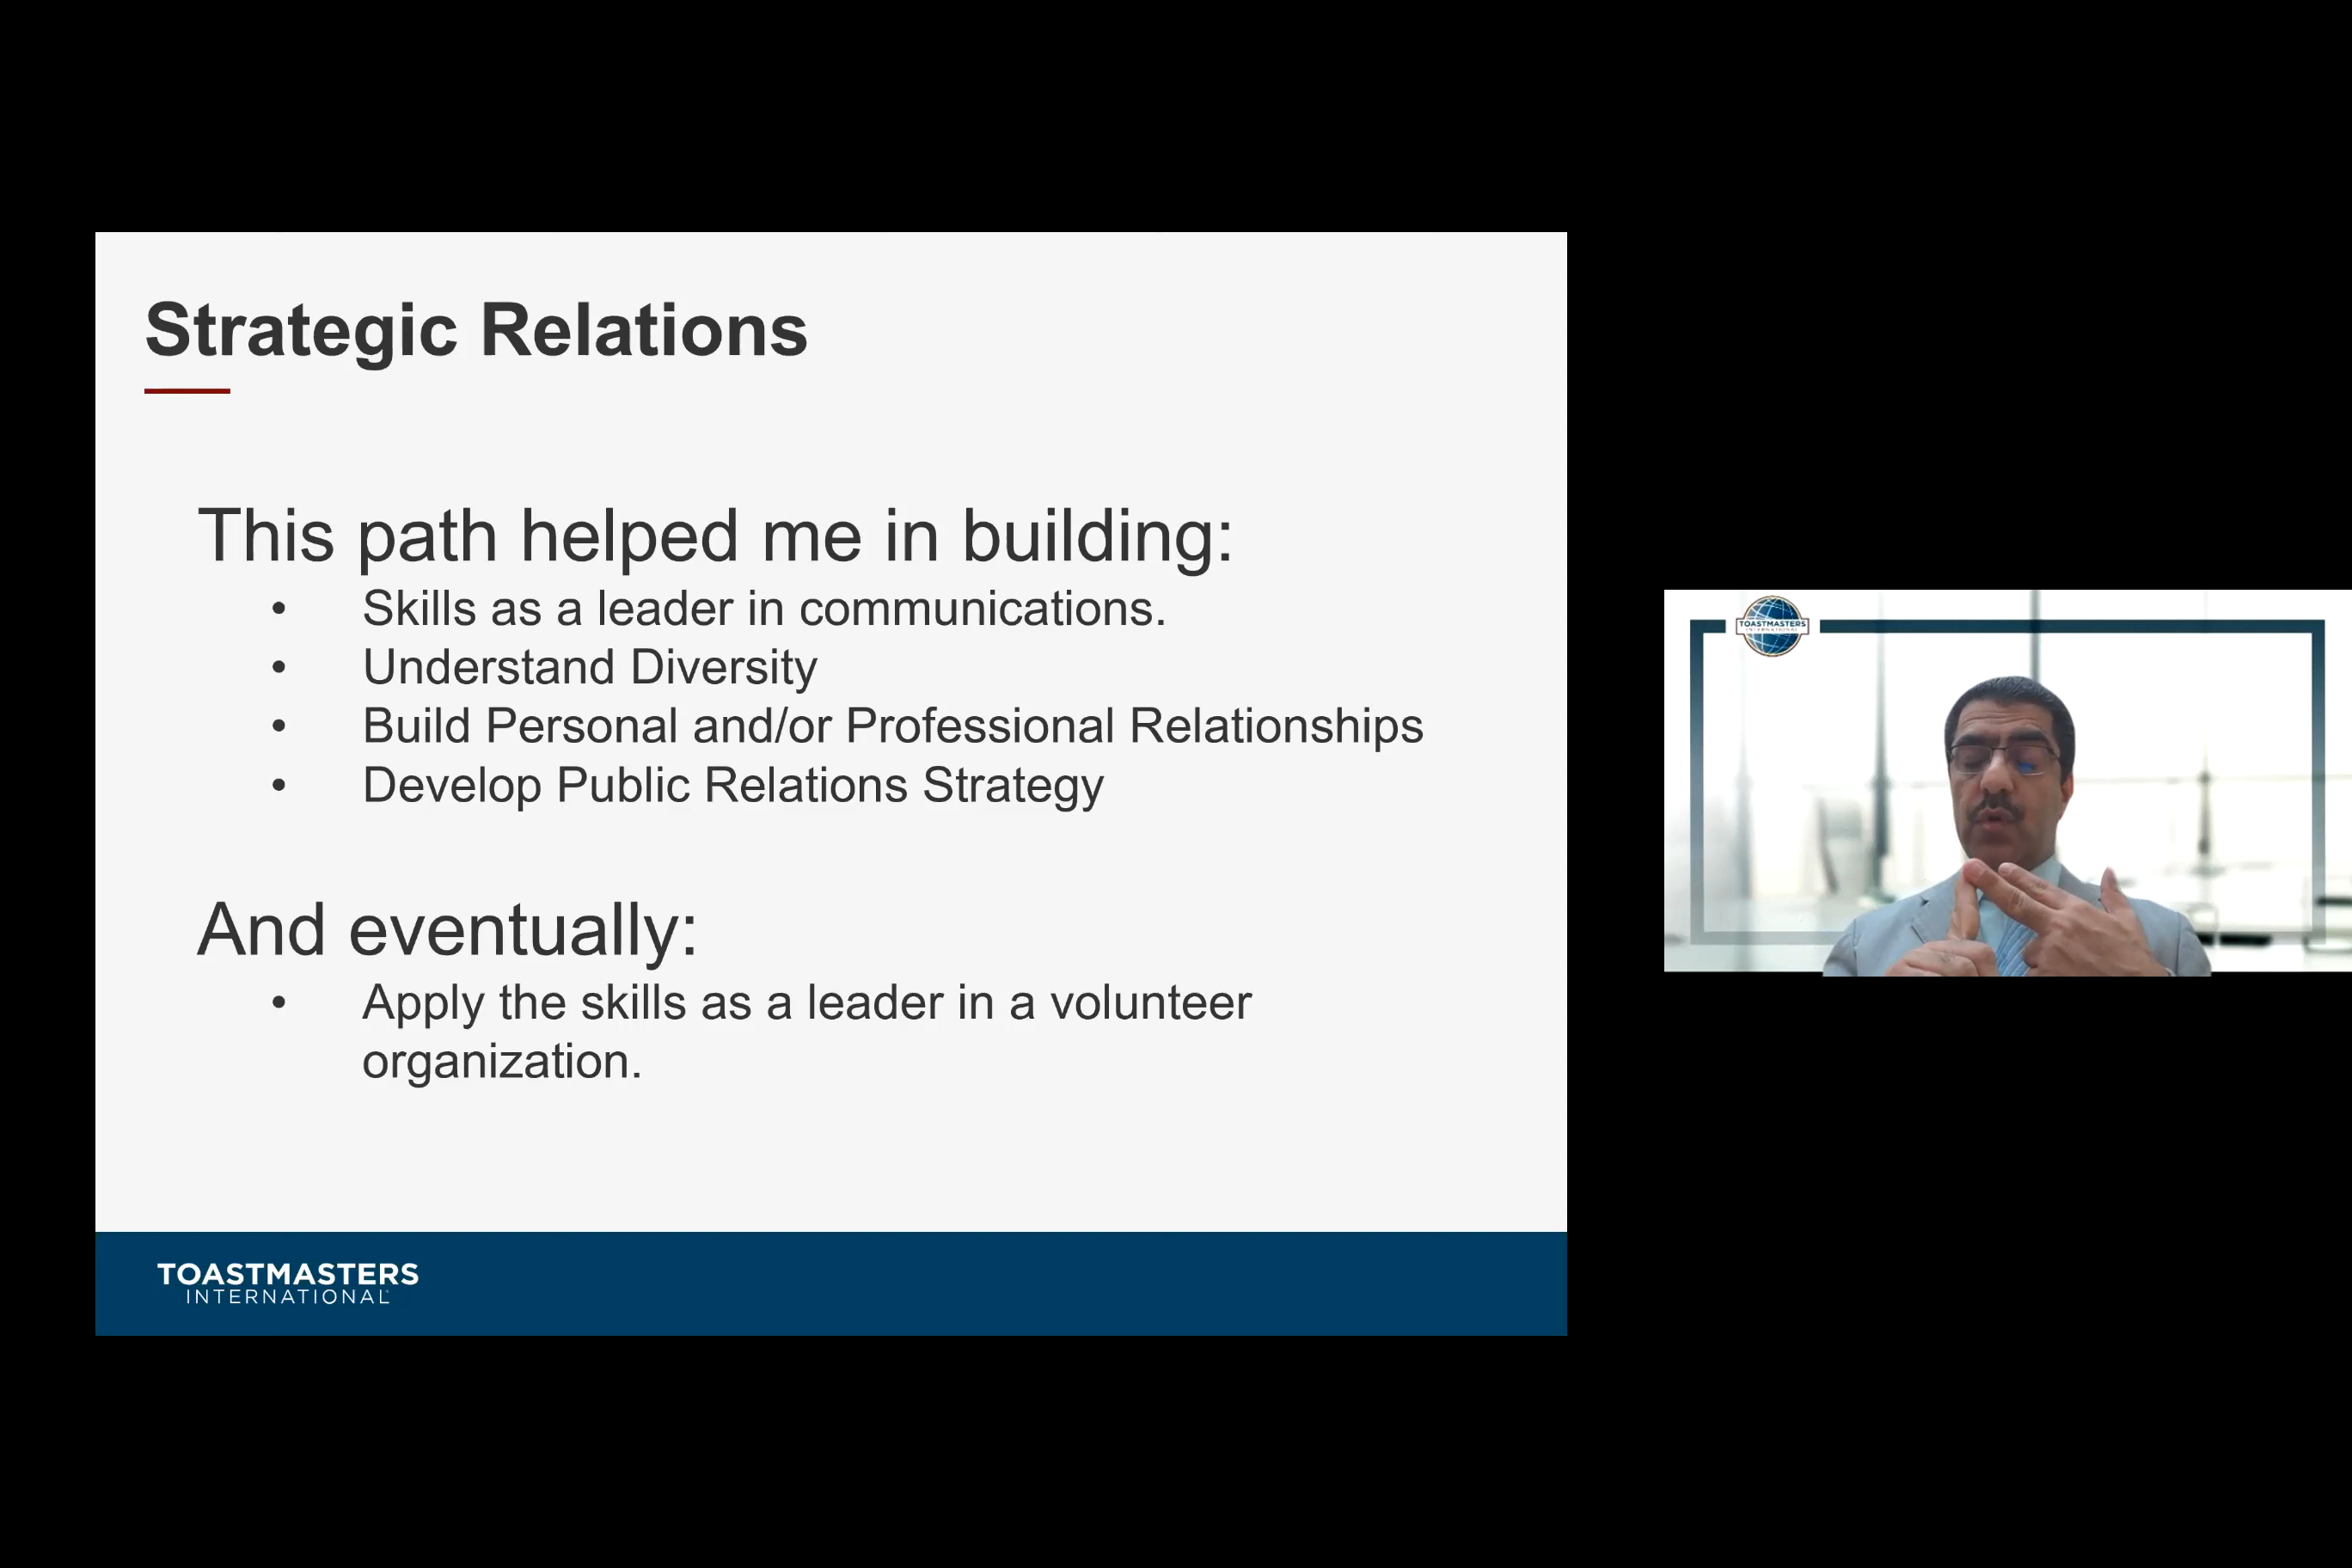 Strategic Relations
This path helped me in building:
• Skills as a leader in communications.
• Understand Diversity
• Build Personal and/or Professional Relationships
• Develop Public Relations Strategy
And eventually:
• Apply the skills as a leader in a volunteer
organization.
TOASTMASTERS
INTERNATIONAL
TOASTMASTERS
INTERNATIONAL